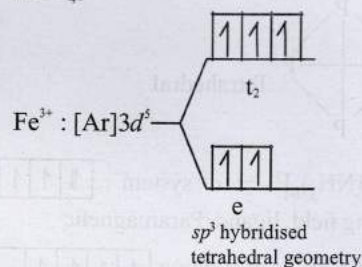 t₂
Fe³⁺ : [Ar]3d⁵
e
sp³ hybridised
tetrahedral geometry